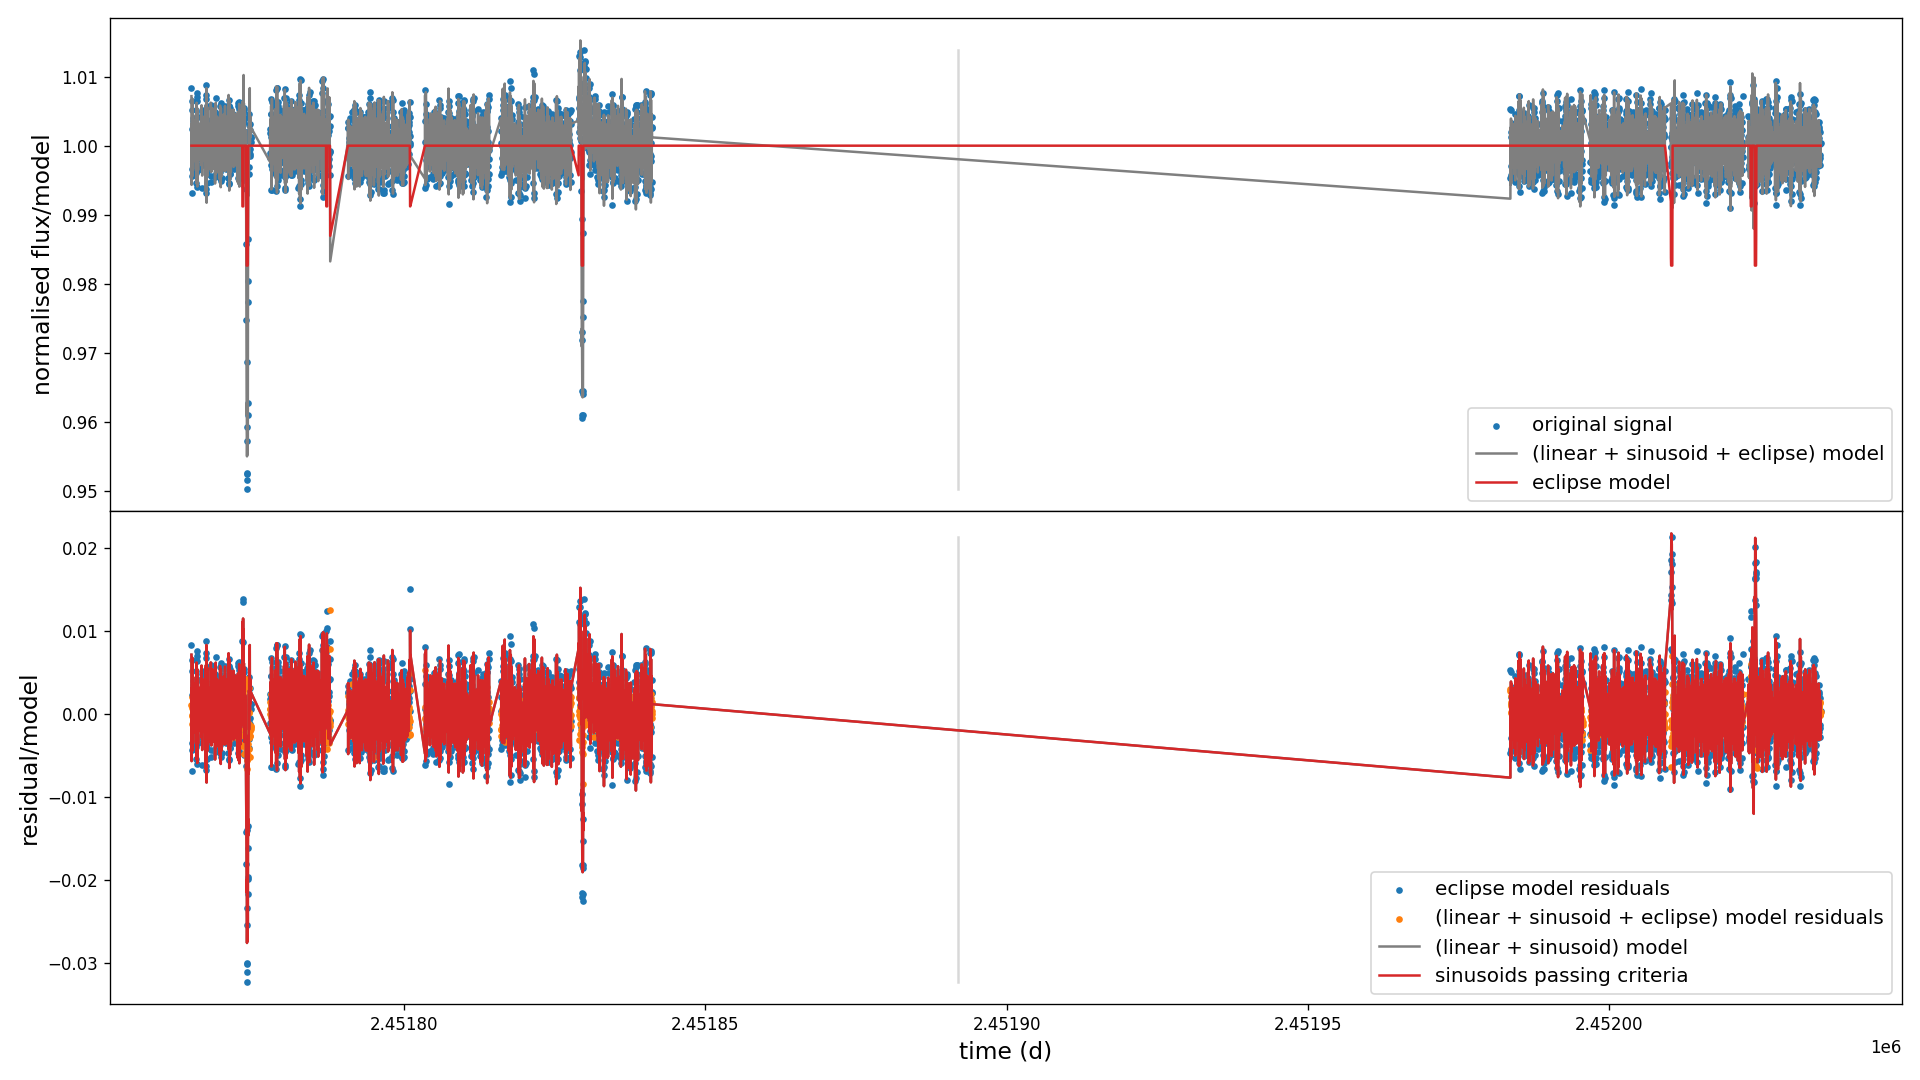 normalised flux/model
1.01
1.00
0.99
0.98
0.97
0.96
0.95
original signal
(linear + sinusoid + eclipse) model
eclipse model
residual/model
0.02
0.01
0.00
−0.01
−0.02
−0.03
eclipse model residuals
(linear + sinusoid + eclipse) model residuals
(linear + sinusoid) model
sinusoids passing criteria
2.45180
2.45185
2.45190
2.45195
2.45200
1e6
time (d)